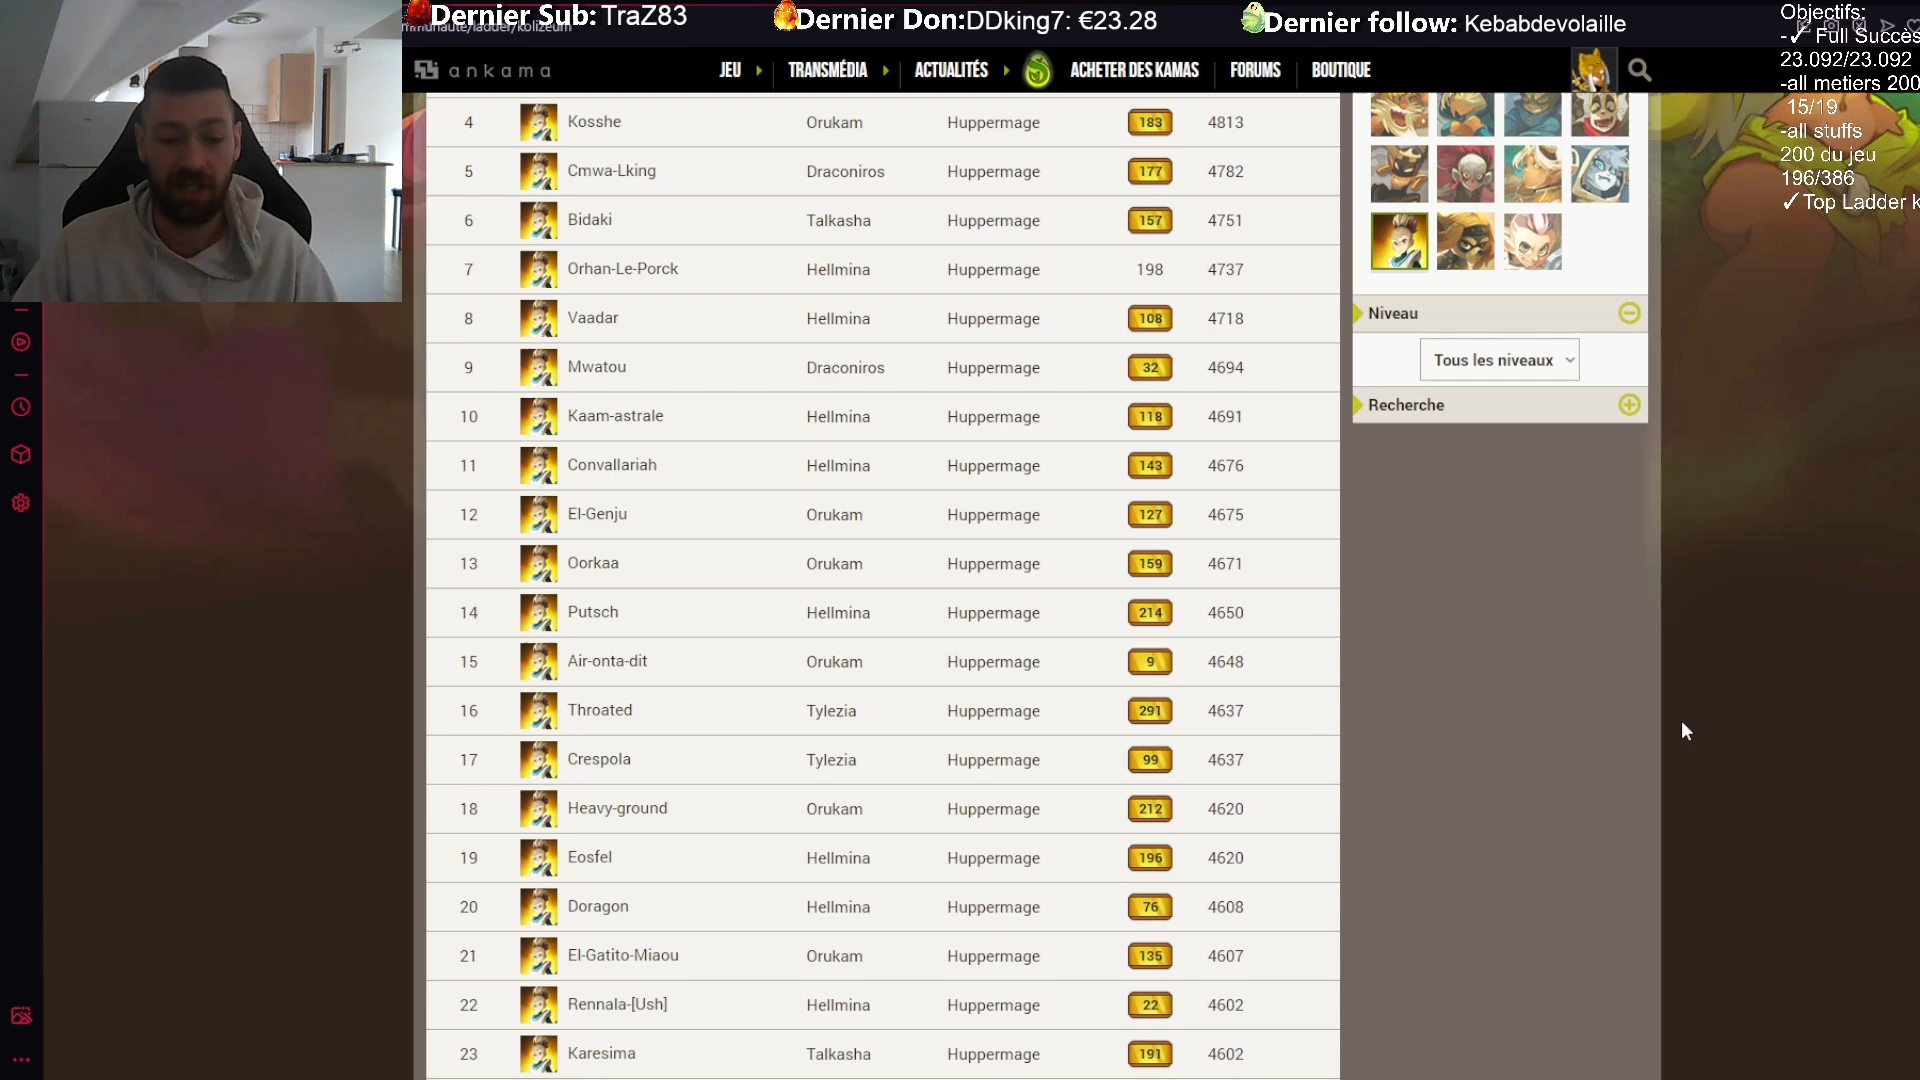 Dernier Sub: TraZ83
Dernier Don:DDking7: €23.28
Dernier follow: Kebabdevolaille
Objectifs:
-✓ Full Succes
23.092/23.092
-all metiers 200
15/19
-all stuffs
200 du jeu
196/386
✓Top Ladder k
mmunaute/ladder/kolizeum
ankama
JEU
TRANSMÉDIA
ACTUALITÉS
ACHETER DES KAMAS
FORUMS
BOUTIQUE
4 Kosshe Orukam Huppermage 183 4813
5 Cmwa-Lking Draconiros Huppermage 177 4782
6 Bidaki Talkasha Huppermage 157 4751
7 Orhan-Le-Porck Hellmina Huppermage 198 4737
8 Vaadar Hellmina Huppermage 108 4718
9 Mwatou Draconiros Huppermage 32 4694
10 Kaam-astrale Hellmina Huppermage 118 4691
11 Convallariah Hellmina Huppermage 143 4676
12 El-Genju Orukam Huppermage 127 4675
13 Oorkaa Orukam Huppermage 159 4671
14 Putsch Hellmina Huppermage 214 4650
15 Air-onta-dit Orukam Huppermage 9 4648
16 Throated Tylezia Huppermage 291 4637
17 Crespola Tylezia Huppermage 99 4637
18 Heavy-ground Orukam Huppermage 212 4620
19 Eosfel Hellmina Huppermage 196 4620
20 Doragon Hellmina Huppermage 76 4608
21 El-Gatito-Miaou Orukam Huppermage 135 4607
22 Rennala-[Ush] Hellmina Huppermage 22 4602
23 Karesima Talkasha Huppermage 191 4602
Niveau
Tous les niveaux
Recherche